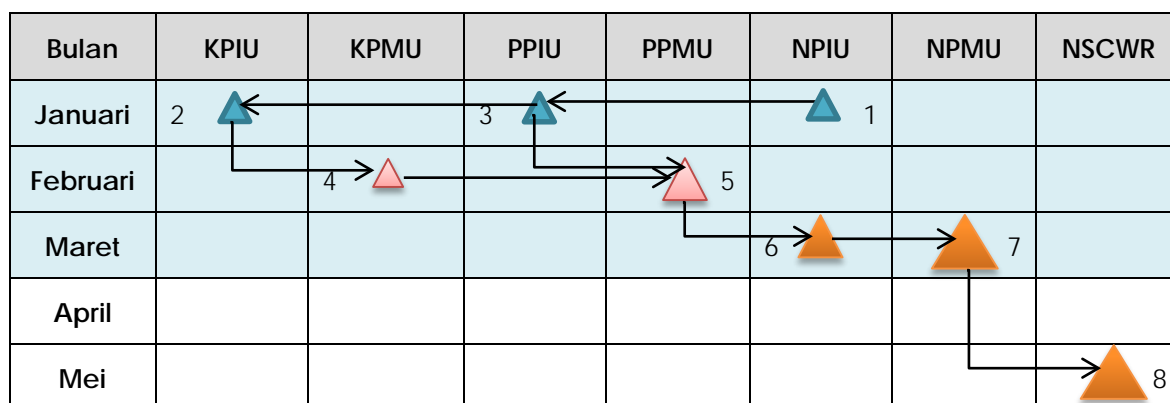 Bulan KPIU KPMU PPIU PPMU NPIU NPMU NSCWR
Januari 2 3 1
Februari 4 5
Maret 6 7
April
Mei 8